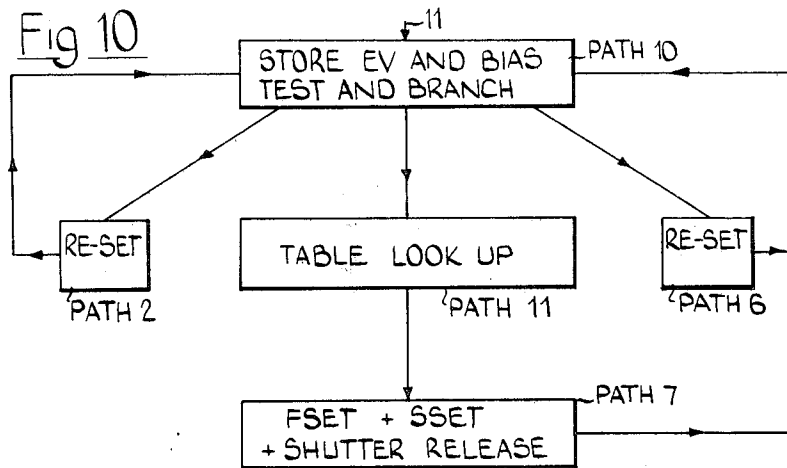 Fig 10
11
STORE EV AND BIAS
TEST AND BRANCH
PATH 10
RE-SET
PATH 2
TABLE LOOK UP
PATH 11
RE-SET
PATH 6
FSET + SSET
+ SHUTTER RELEASE
PATH 7